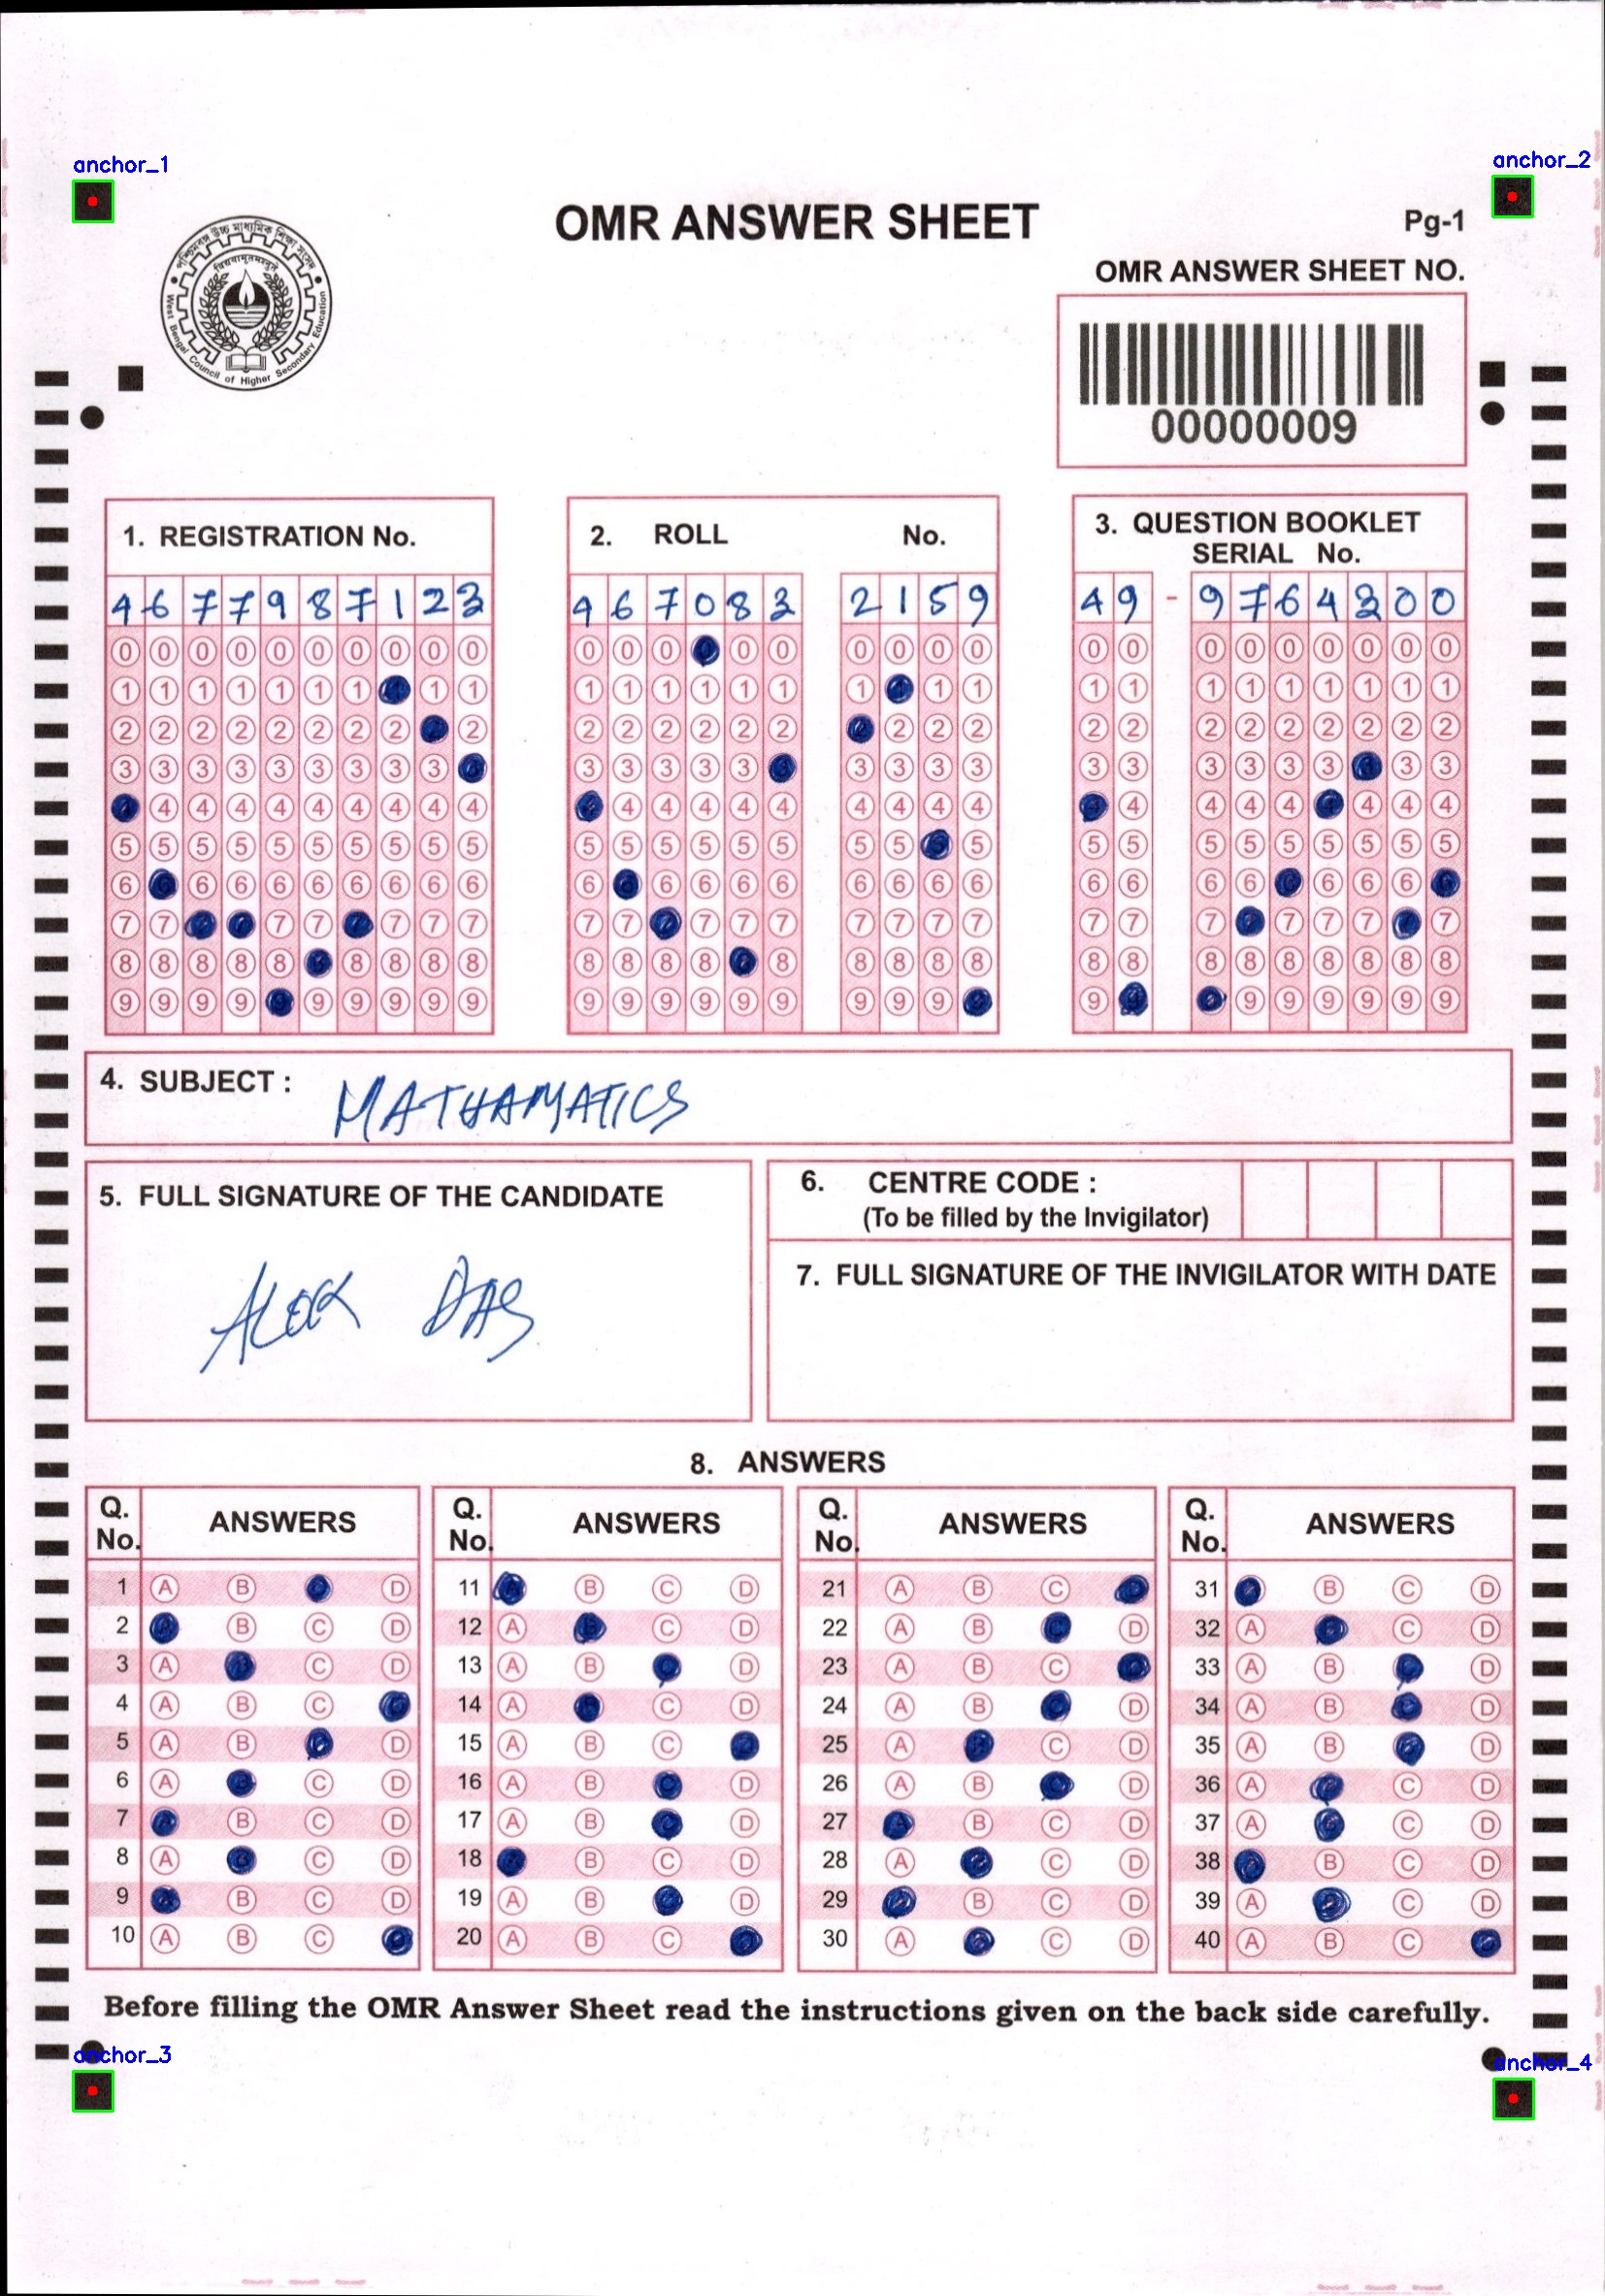 anchor_1
anchor_2
OMR ANSWER SHEET
Pg-1
পশ্চিমবঙ্গ উচ্চ মাধ্যমিক শিক্ষা সংসদ
West Bengal Council of Higher Secondary Education
OMR ANSWER SHEET NO.
00000009
1. REGISTRATION No.
2. ROLL No.
3. QUESTION BOOKLET
SERIAL No.
4 6 7 7 9 8 7 1 2 3
4 6 7 0 8 3 2 1 5 9
4 9 - 9 7 6 4 3 0 0
4. SUBJECT : MATHAMATICS
5. FULL SIGNATURE OF THE CANDIDATE
ALOK DAS
6. CENTRE CODE :
(To be filled by the Invigilator)
7. FULL SIGNATURE OF THE INVIGILATOR WITH DATE
8. ANSWERS
Q. No. ANSWERS Q. No. ANSWERS Q. No. ANSWERS Q. No. ANSWERS
1 A B D 11 B C D 21 A B C 31 B C D
2 B C D 12 A C D 22 A B D 32 A C D
3 A C D 13 A B D 23 A B C 33 A B D
4 A B C 14 A C D 24 A B D 34 A B D
5 A B D 15 A B C 25 A C D 35 A B D
6 A C D 16 A B D 26 A B D 36 A C D
7 B C D 17 A B D 27 B C D 37 A C D
8 A C D 18 B C D 28 A C D 38 B C D
9 B C D 19 A B D 29 B C D 39 A C D
10 A B C 20 A B C 30 A C D 40 A B C
Before filling the OMR Answer Sheet read the instructions given on the back side carefully.
anchor_3
anchor_4